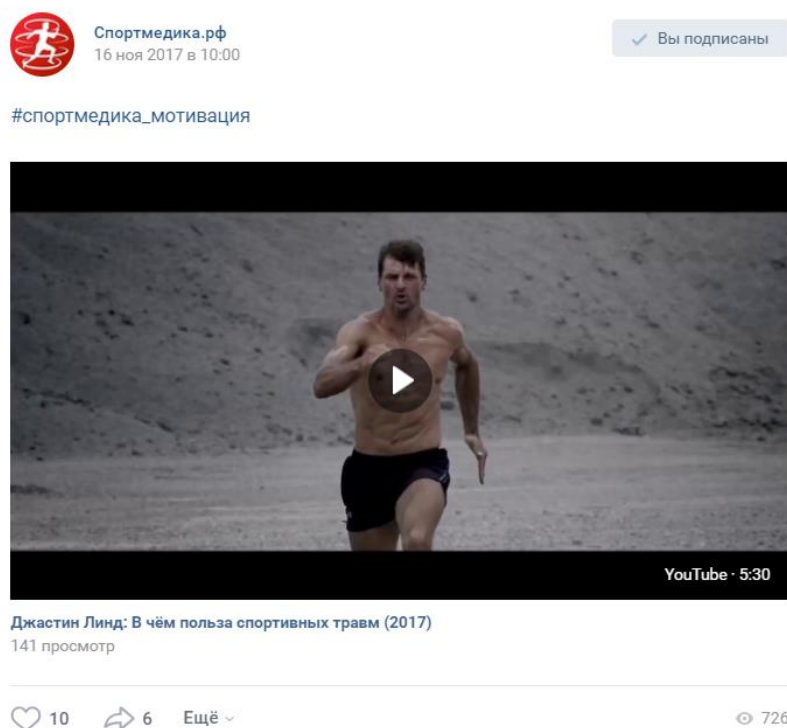 Спортмедика.рф
16 ноя 2017 в 10:00
Вы подписаны
#спортмедика_мотивация
YouTube · 5:30
Джастин Линд: В чём польза спортивных травм (2017)
141 просмотр
10 6 Ещё 726